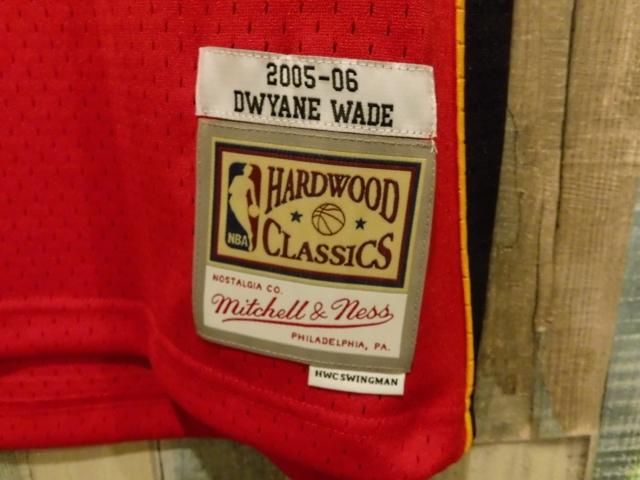 2005-06
DWYANE WADE
HARDWOOD
NBA
CLASSICS
NOSTALGIA CO.
Mitchell & Ness
PHILADELPHIA, PA.
HWC SWINGMAN